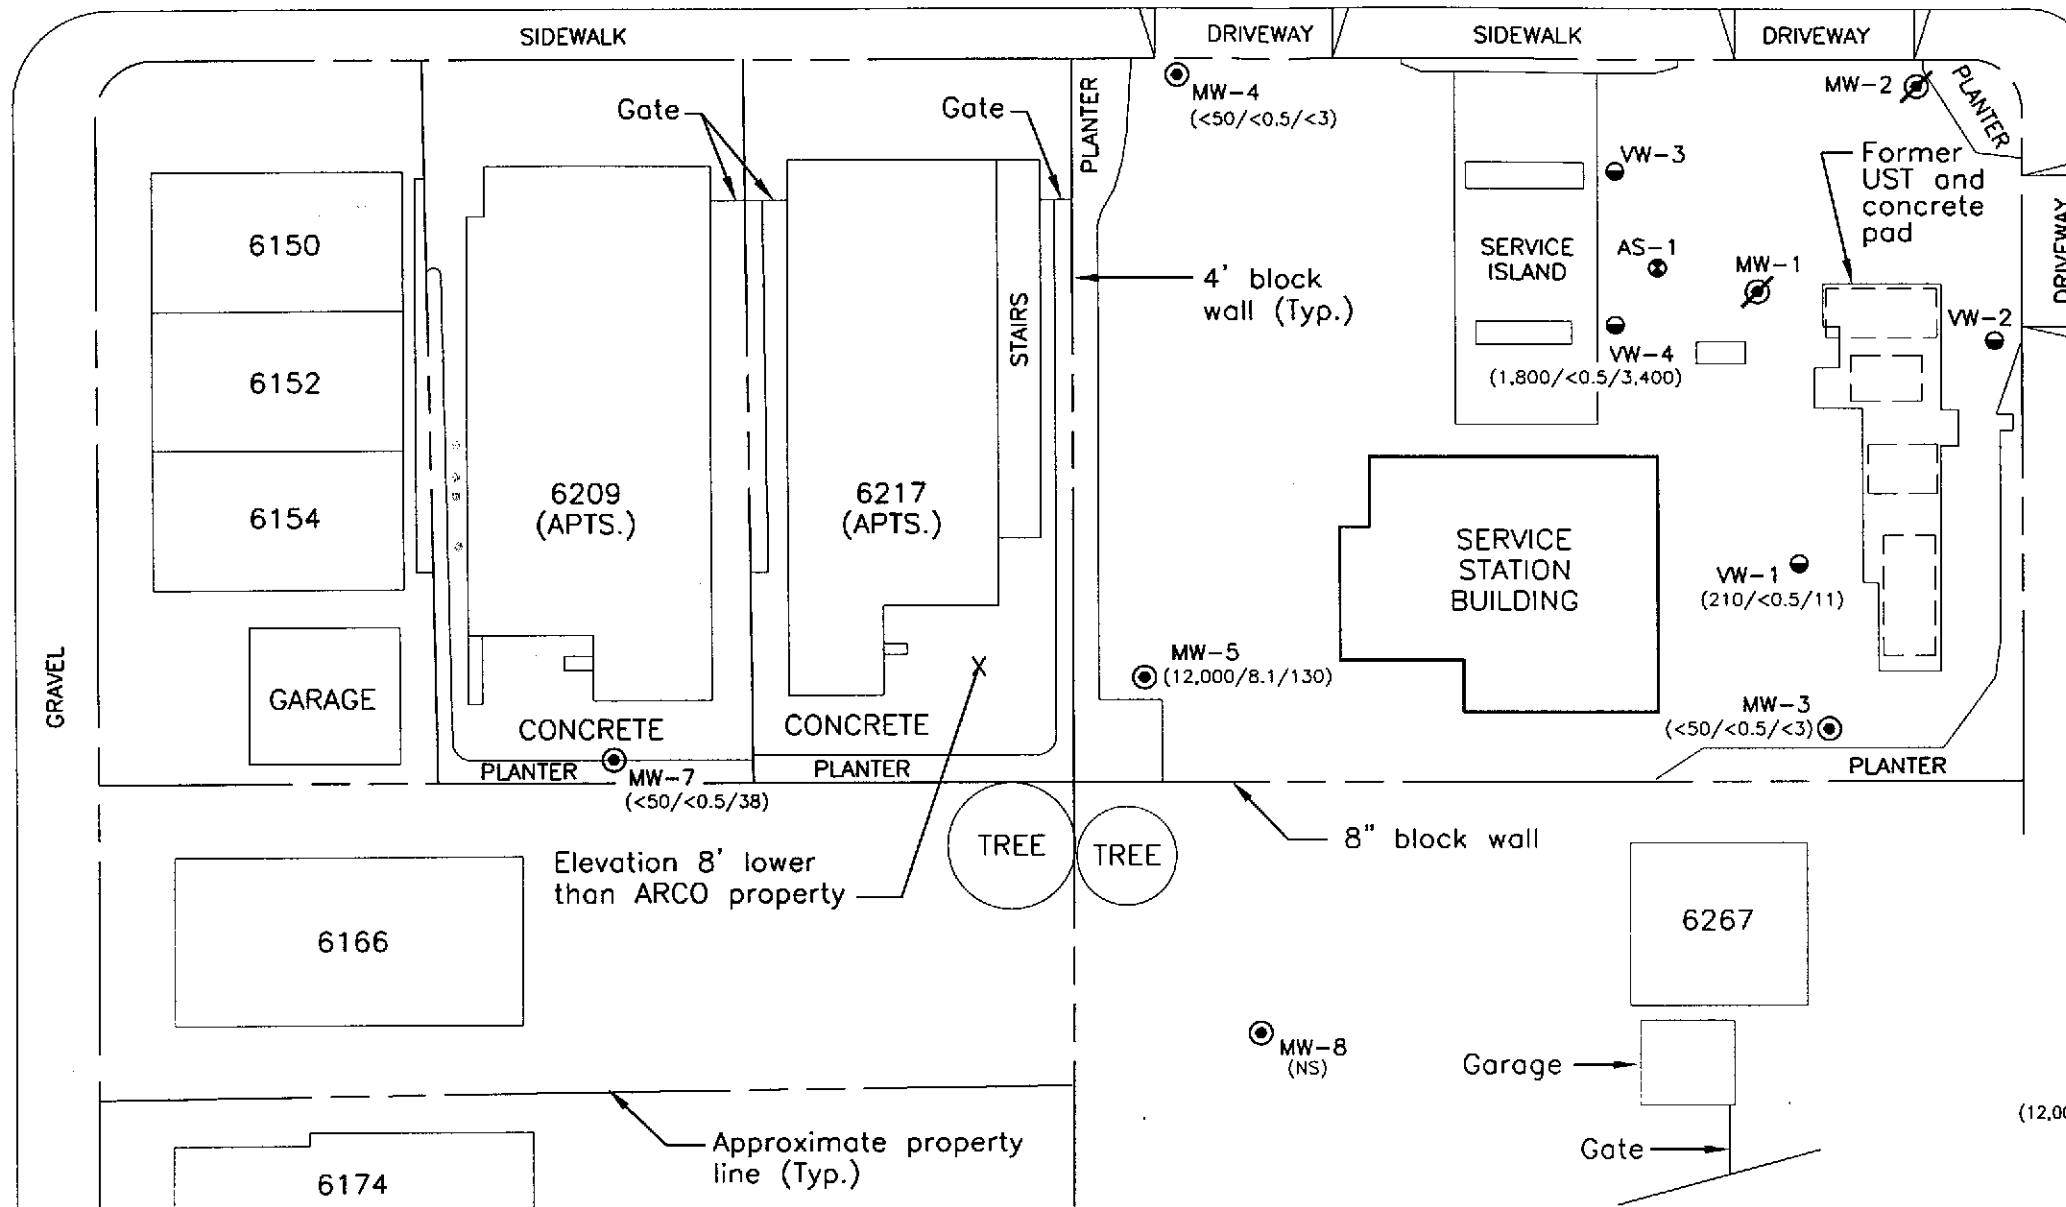 SIDEWALK
DRIVEWAY
SIDEWALK
DRIVEWAY
Gate
Gate
PLANTER
MW-4
(<50/<0.5/<3)
MW-2
PLANTER
VW-3
Former
UST and
concrete
pad
DRIVEWAY
6150
6152
6154
4' block
wall (Typ.)
STAIRS
SERVICE
ISLAND
AS-1
MW-1
VW-2
VW-4
(1,800/<0.5/3,400)
6209
(APTS.)
6217
(APTS.)
SERVICE
STATION
BUILDING
VW-1
(210/<0.5/11)
GRAVEL
GARAGE
CONCRETE
CONCRETE
X
MW-5
(12,000/8.1/130)
MW-3
(<50/<0.5/<3)
PLANTER
MW-7
(<50/<0.5/38)
PLANTER
PLANTER
TREE
TREE
8" block wall
Elevation 8' lower
than ARCO property
6166
6267
MW-8
(NS)
Garage
(12,00
Gate
Approximate property
line (Typ.)
6174